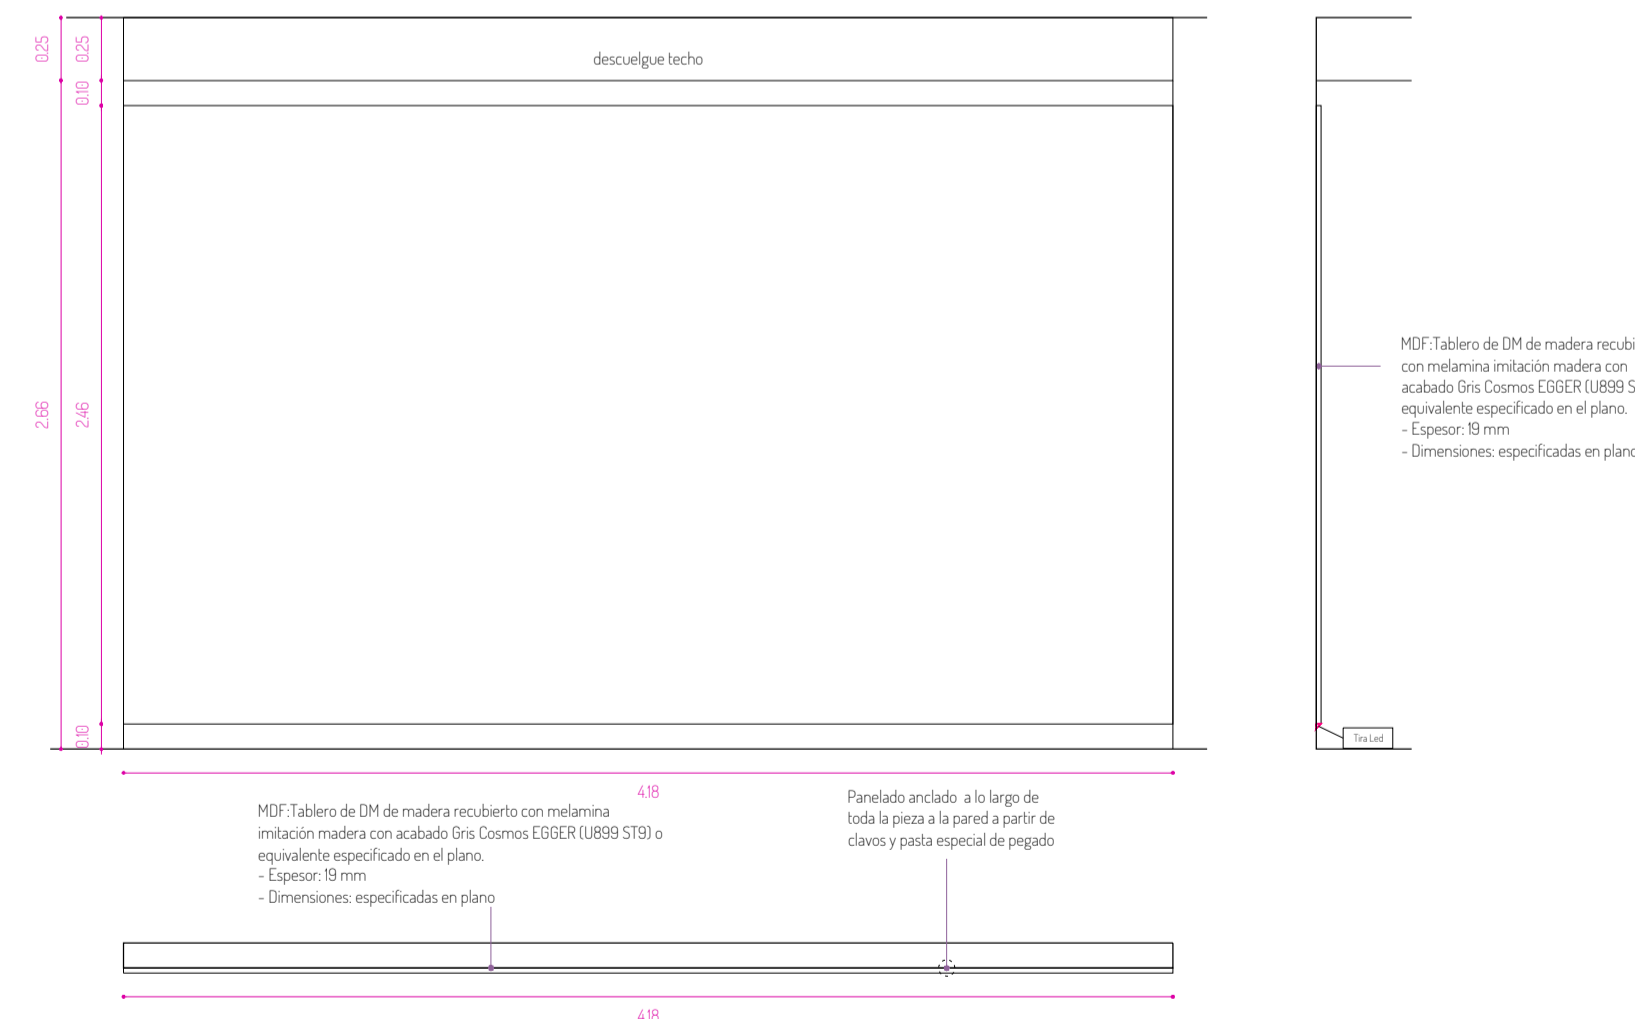 0.25
0.25
descuelgue techo
0.10
2.66
2.46
0.10
4.18
MDF:Tablero de DM de madera recubi
con melamina imitación madera con
acabado Gris Cosmos EGGER (U899 S
equivalente especificado en el plano.
- Espesor: 19 mm
- Dimensiones: especificadas en plano
Tira Led
MDF:Tablero de DM de madera recubierto con melamina
imitación madera con acabado Gris Cosmos EGGER (U899 ST9) o
equivalente especificado en el plano.
- Espesor: 19 mm
- Dimensiones: especificadas en plano
Panelado anclado  a lo largo de
toda la pieza a la pared a partir de
clavos y pasta especial de pegado
4.18